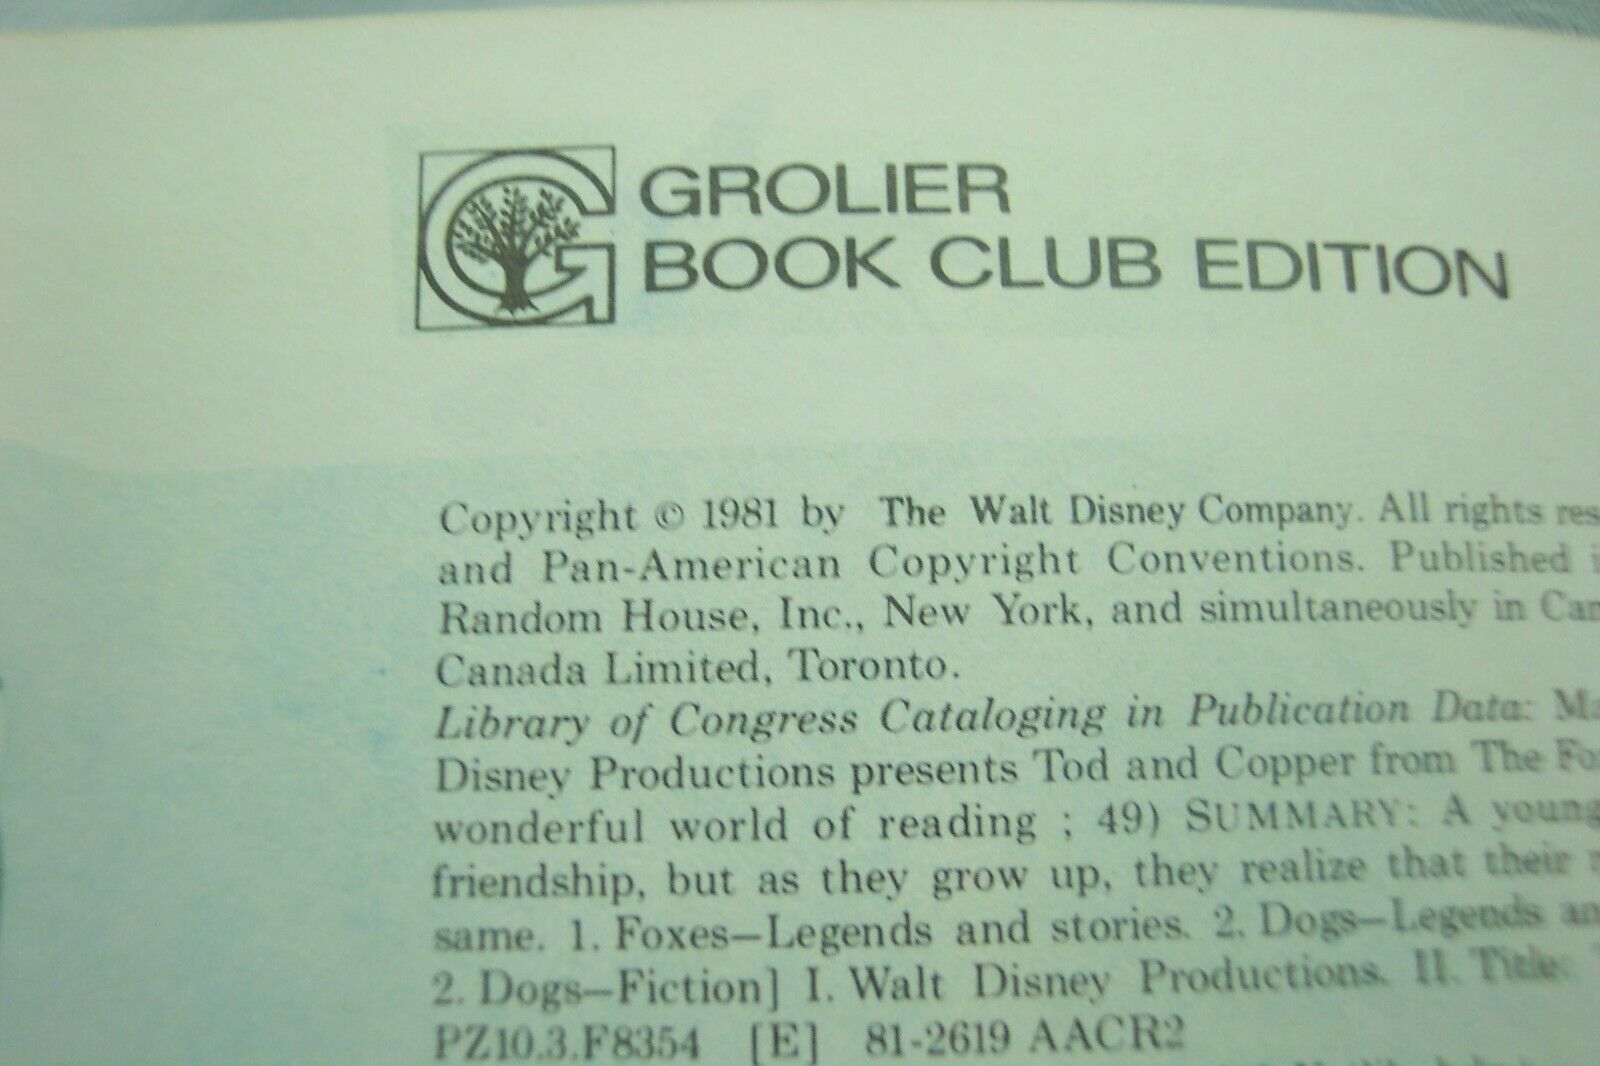 GROLIER
BOOK CLUB EDITION
Copyright © 1981 by The Walt Disney Company. All rights
and Pan-American Copyright Conventions. Published
Random House, Inc., New York, and simultaneously in
Canada Limited, Toronto.
Library of Congress Cataloging in Publication Data:
Disney Productions presents Tod and Copper from The
wonderful world of reading ; 49) SUMMARY: A young
friendship, but as they grow up, they realize that their
same. 1. Foxes—Legends and stories. 2. Dogs—Legends
2. Dogs—Fiction] I. Walt Disney Productions. II. Title:
PZ10.3.F8354 [E] 81-2619 AACR2